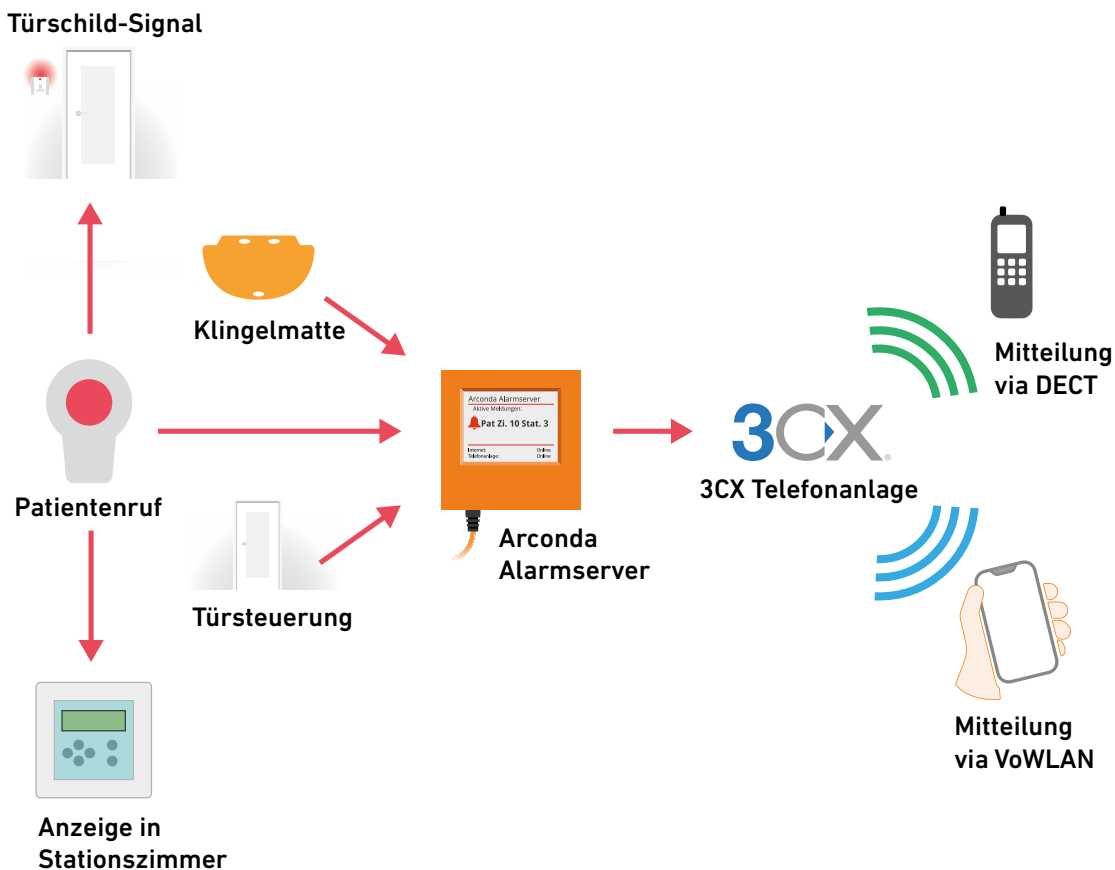 Türschild-Signal
Klingelmatte
Patientenruf
Türsteuerung
Anzeige in
Stationszimmer
Arconda Alarmserver
Aktive Meldungen:
Pat Zi. 10 Stat. 3
Internet: Online
Telefonanlage: Online
Arconda
Alarmserver
3CX®
3CX Telefonanlage
Mitteilung
via DECT
Mitteilung
via VoWLAN